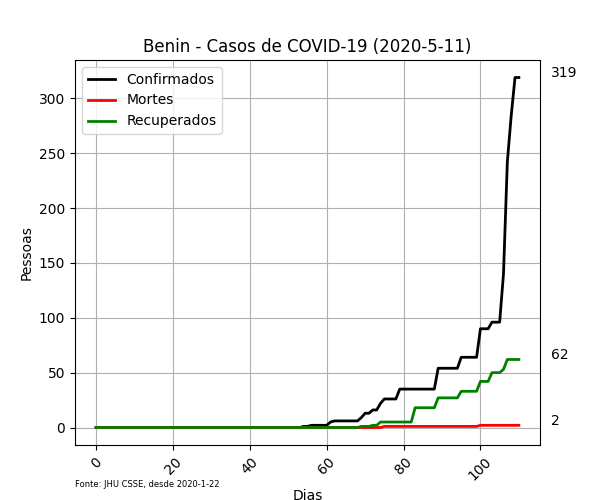 Benin - Casos de COVID-19 (2020-5-11)
Confirmados
Mortes
Recuperados
319
62
2
Pessoas
300
250
200
150
100
50
0
0 20 40 60 80 100
Fonte: JHU CSSE, desde 2020-1-22
Dias